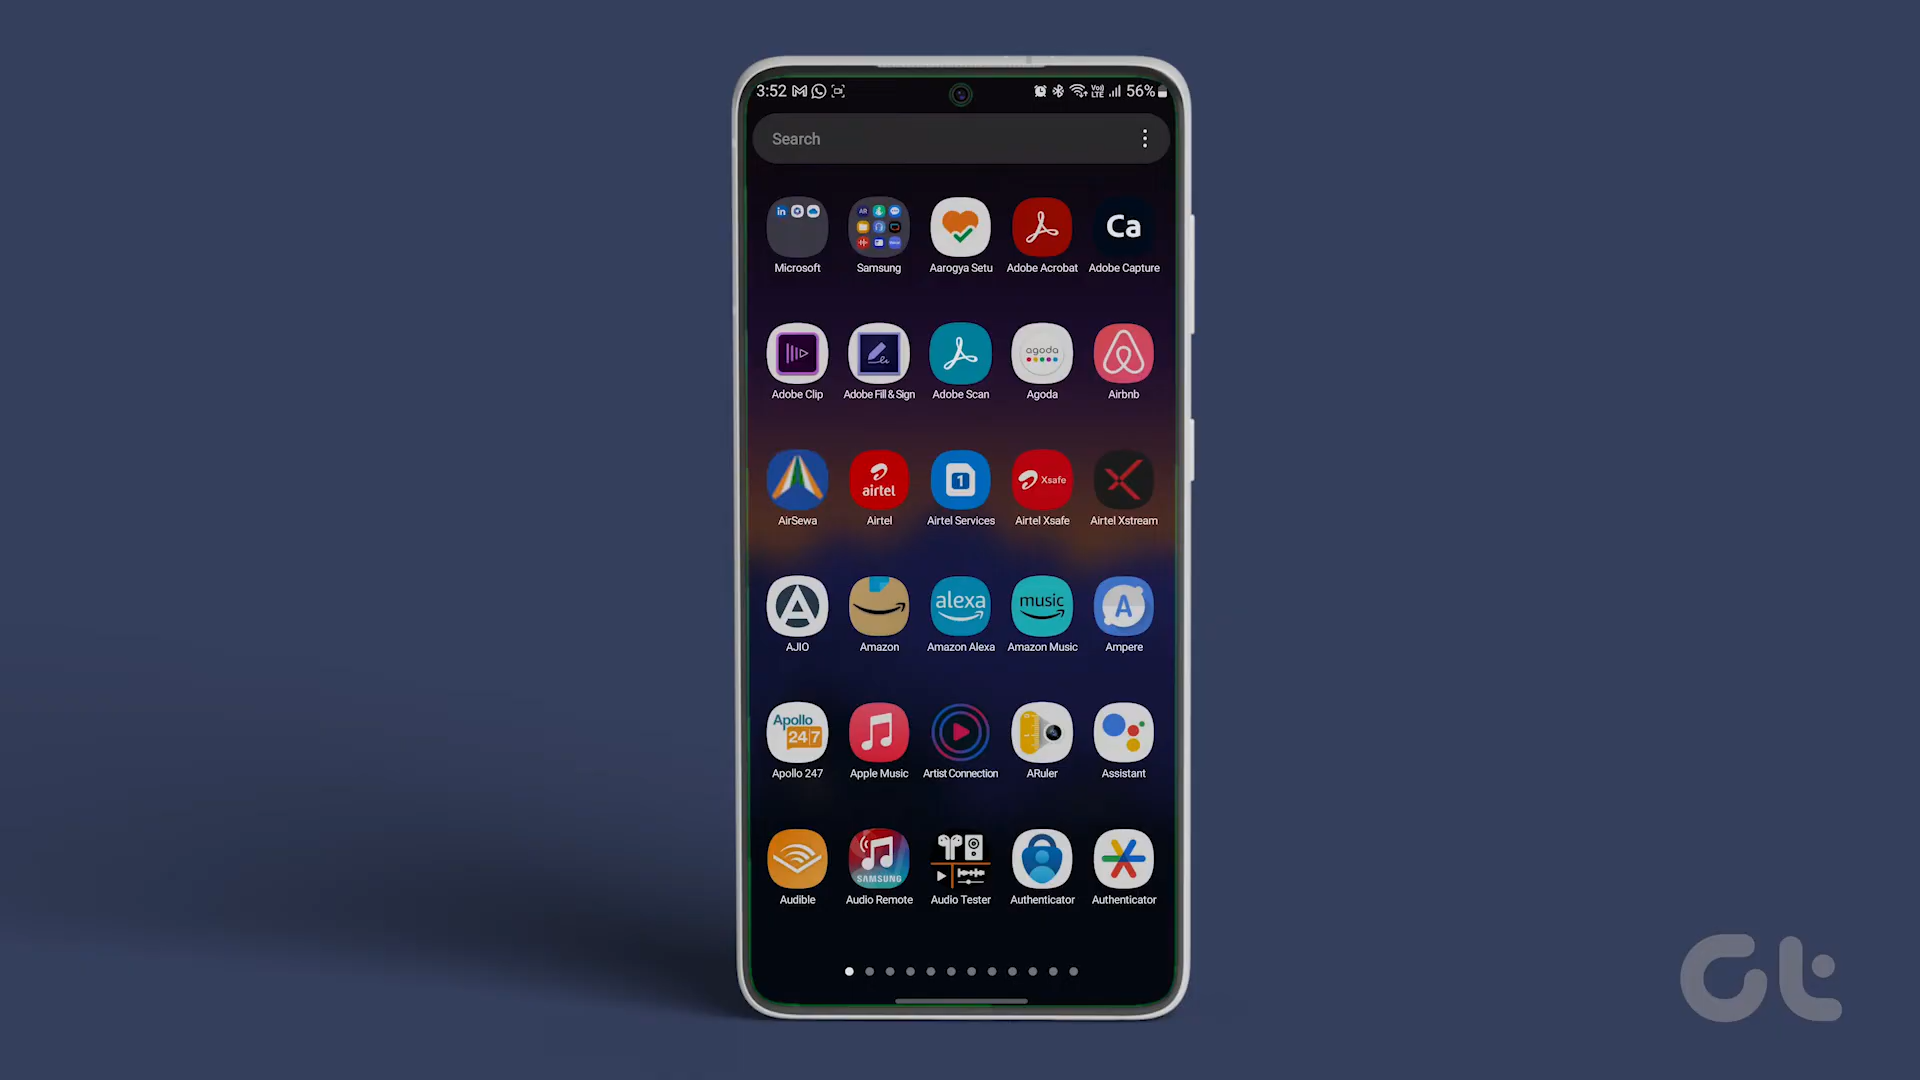 3:52 56%
Search
Microsoft Samsung Aarogya Setu Adobe Acrobat Adobe Capture
Ca
Adobe Clip Adobe Fill & Sign Adobe Scan Agoda Airbnb
agoda
airtel 1 Xsafe
AirSewa Airtel Airtel Services Airtel Xsafe Airtel Xstream
alexa music A
AJIO Amazon Amazon Alexa Amazon Music Ampere
Apollo
24|7
Apollo 247 Apple Music Artist Connection ARuler Assistant
SAMSUNG
Audible Audio Remote Audio Tester Authenticator Authenticator
Gt